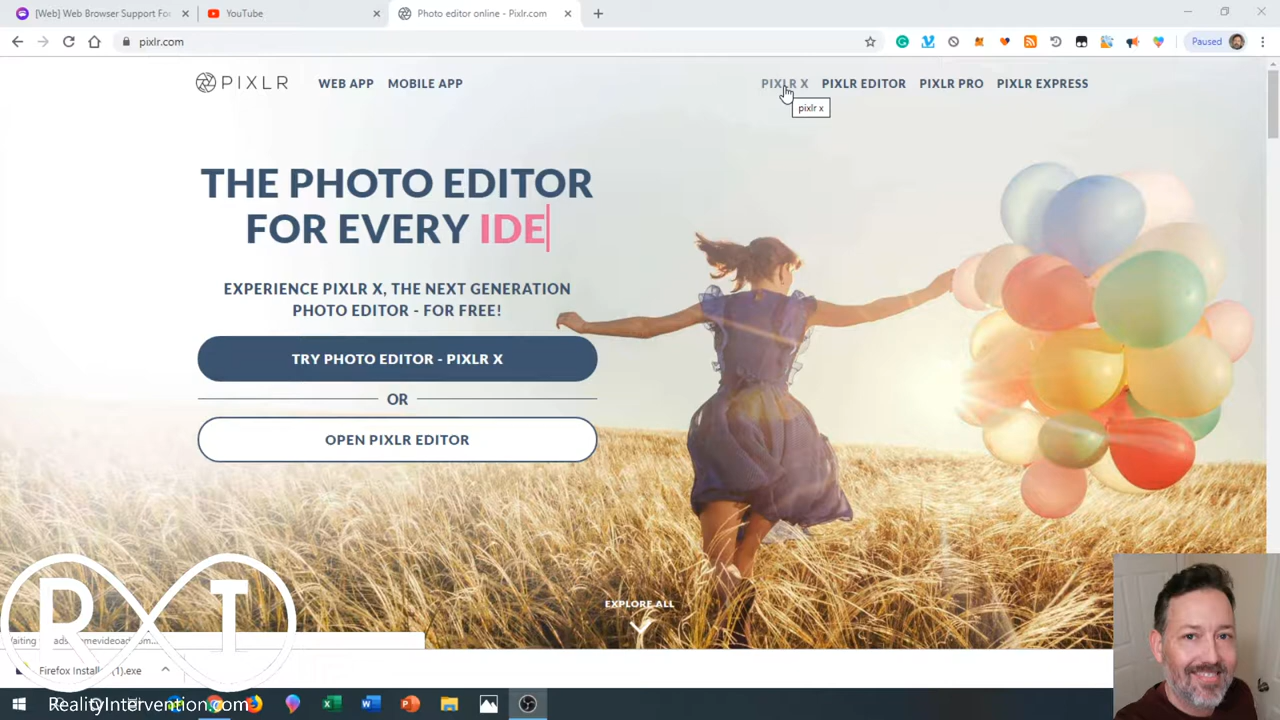 [Web] Web Browser Support For
YouTube
Photo editor online - Pixlr.com
pixlr.com
Paused
PIXLR
WEB APP
MOBILE APP
PIXLR X
PIXLR EDITOR
PIXLR PRO
PIXLR EXPRESS
pixlr x
THE PHOTO EDITOR
FOR EVERY IDE
EXPERIENCE PIXLR X, THE NEXT GENERATION
PHOTO EDITOR - FOR FREE!
TRY PHOTO EDITOR - PIXLR X
OR
OPEN PIXLR EDITOR
EXPLORE ALL
R T
Firefox (1).exe
RealityIntervention.com